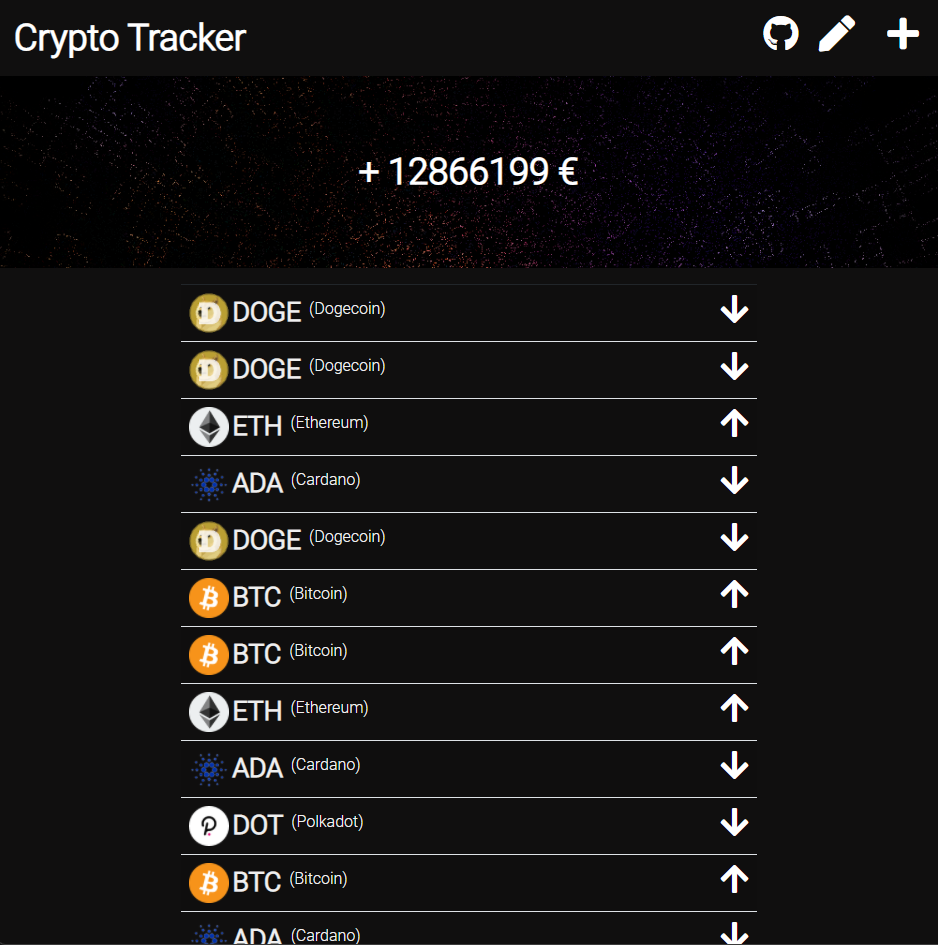 Crypto Tracker
+ 12866199 €
DOGE (Dogecoin)
DOGE (Dogecoin)
ETH (Ethereum)
ADA (Cardano)
DOGE (Dogecoin)
BTC (Bitcoin)
BTC (Bitcoin)
ETH (Ethereum)
ADA (Cardano)
DOT (Polkadot)
BTC (Bitcoin)
ADA (Cardano)